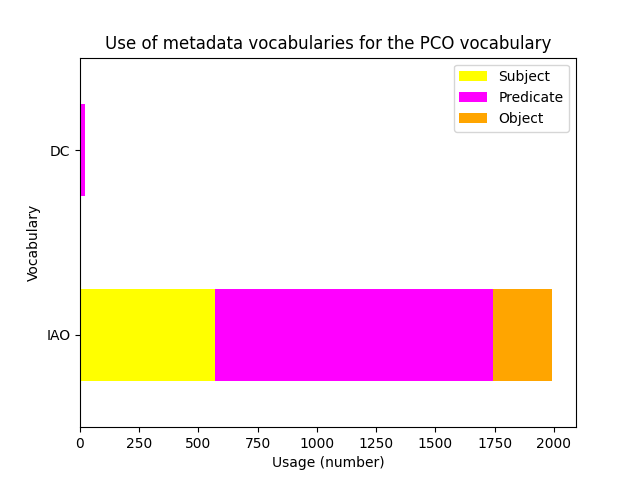 Use of metadata vocabularies for the PCO vocabulary
Subject
Predicate
Object
DC
IAO
Vocabulary
0 250 500 750 1000 1250 1500 1750 2000
Usage (number)